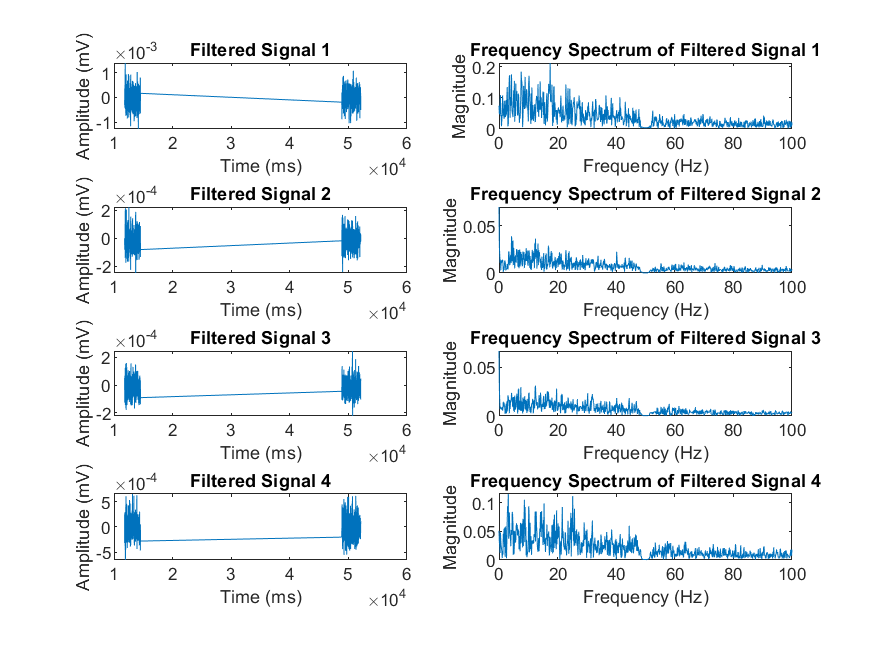 Filtered Signal 1
×10^-3
Amplitude (mV)
1
0
-1
1 2 3 4 5 6
Time (ms)
×10^4
Frequency Spectrum of Filtered Signal 1
Magnitude
0.2
0.1
0
0 20 40 60 80 100
Frequency (Hz)
Filtered Signal 2
×10^-4
Amplitude (mV)
2
0
-2
1 2 3 4 5 6
Time (ms)
×10^4
Frequency Spectrum of Filtered Signal 2
Magnitude
0.05
0
0 20 40 60 80 100
Frequency (Hz)
Filtered Signal 3
×10^-4
Amplitude (mV)
2
0
-2
1 2 3 4 5 6
Time (ms)
×10^4
Frequency Spectrum of Filtered Signal 3
Magnitude
0.05
0
0 20 40 60 80 100
Frequency (Hz)
Filtered Signal 4
×10^-4
Amplitude (mV)
5
0
-5
1 2 3 4 5 6
Time (ms)
×10^4
Frequency Spectrum of Filtered Signal 4
Magnitude
0.1
0.05
0
0 20 40 60 80 100
Frequency (Hz)